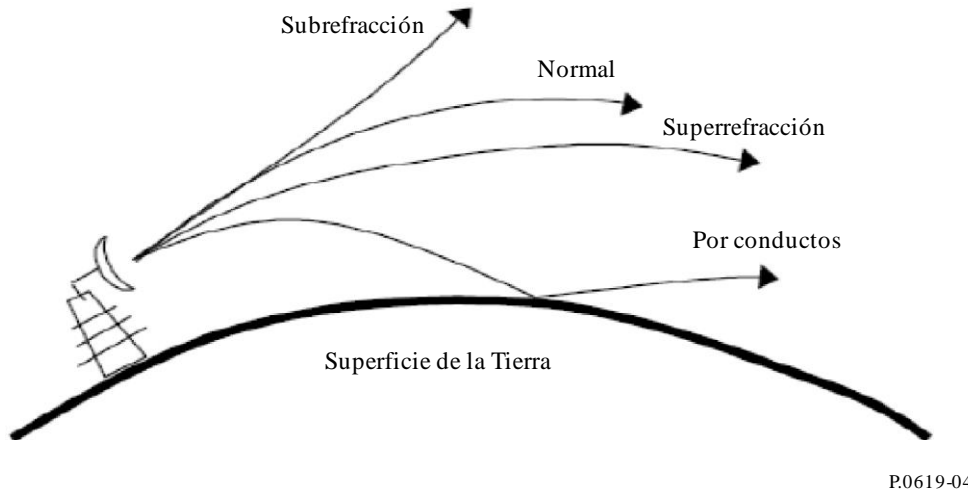 Subrefracción
Normal
Superrefracción
Por conductos
Superficie de la Tierra
P.0619-04